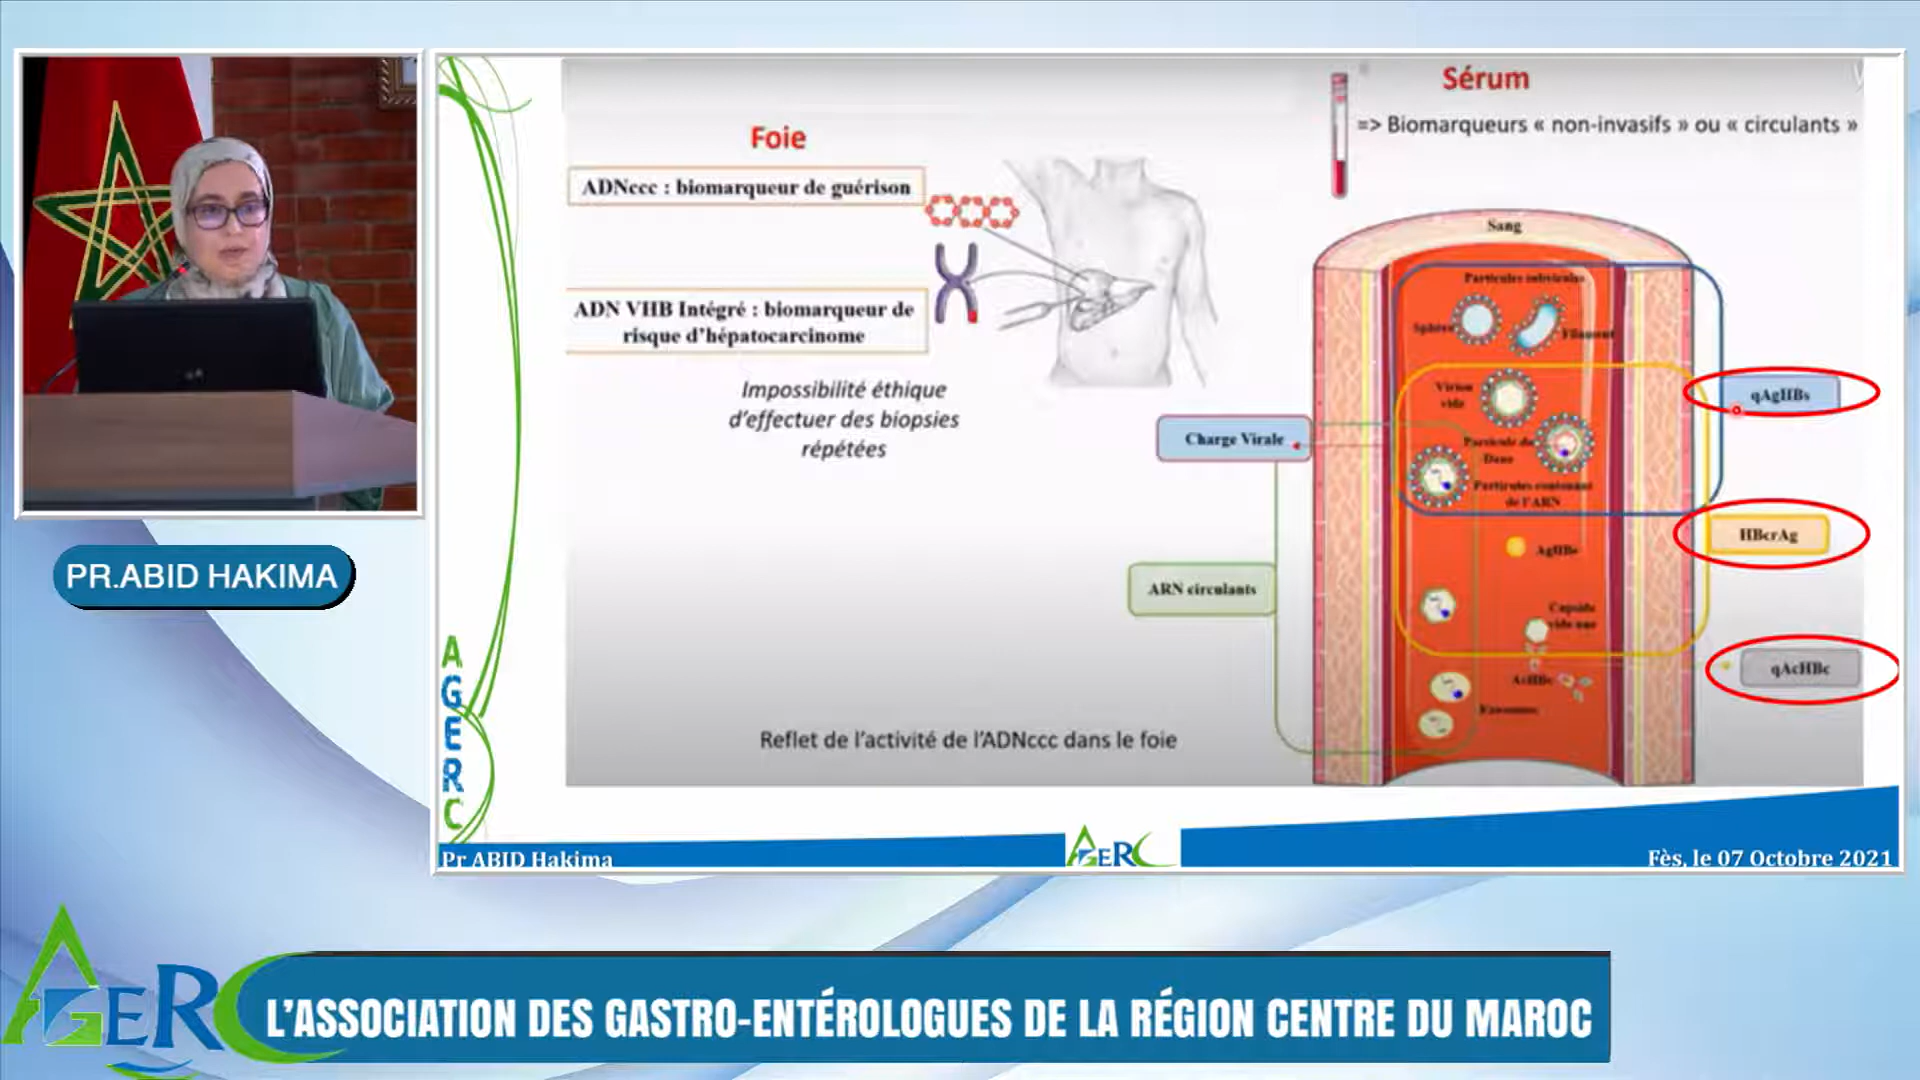 Foie
ADNccc : biomarqueur de guérison
ADN VHB Intégré : biomarqueur de
risque d'hépatocarcinome
Impossibilité éthique
d'effectuer des biopsies
répétées
Reflet de l'activité de l'ADNccc dans le foie
Sérum
=> Biomarqueurs « non-invasifs » ou « circulants »
Sang
Particules subvirales
Sphère
Filament
Virion
vide
Particule de
Dane
Particules contenant
de l'ARN
AgHBe
Capside
vide nue
AcHBc
Exosomes
Charge Virale
ARN circulants
qAgHBs
HBcrAg
qAcHBc
AGERC
AGERC
Pr ABID Hakima
Fès, le 07 Octobre 2021
PR.ABID HAKIMA
AGERC
L'ASSOCIATION DES GASTRO-ENTÉROLOGUES DE LA RÉGION CENTRE DU MAROC